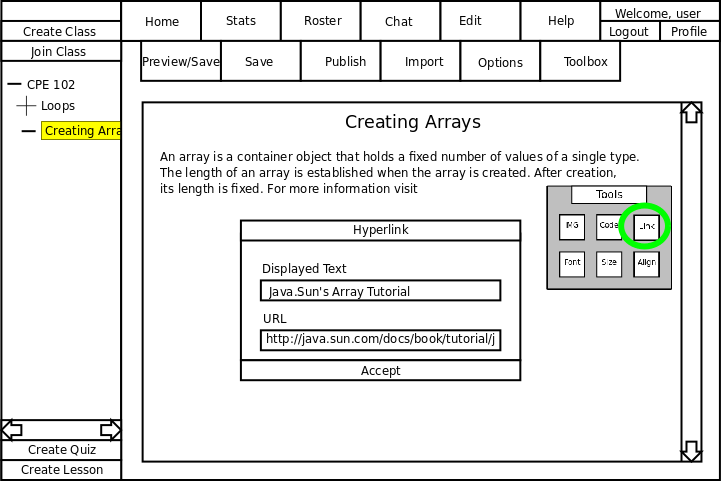 Home
Stats
Roster
Chat
Edit
Help
Welcome, user
Logout
Profile
Create Class
Join Class
Preview/Save
Save
Publish
Import
Options
Toolbox
CPE 102
Loops
Creating Arra
Creating Arrays
An array is a container object that holds a fixed number of values of a single type.
The length of an array is established when the array is created. After creation,
its length is fixed. For more information visit
Tools
IMG
Code
Link
Font
Size
Align
Hyperlink
Displayed Text
Java.Sun's Array Tutorial
URL
http://java.sun.com/docs/book/tutorial/j
Accept
Create Quiz
Create Lesson